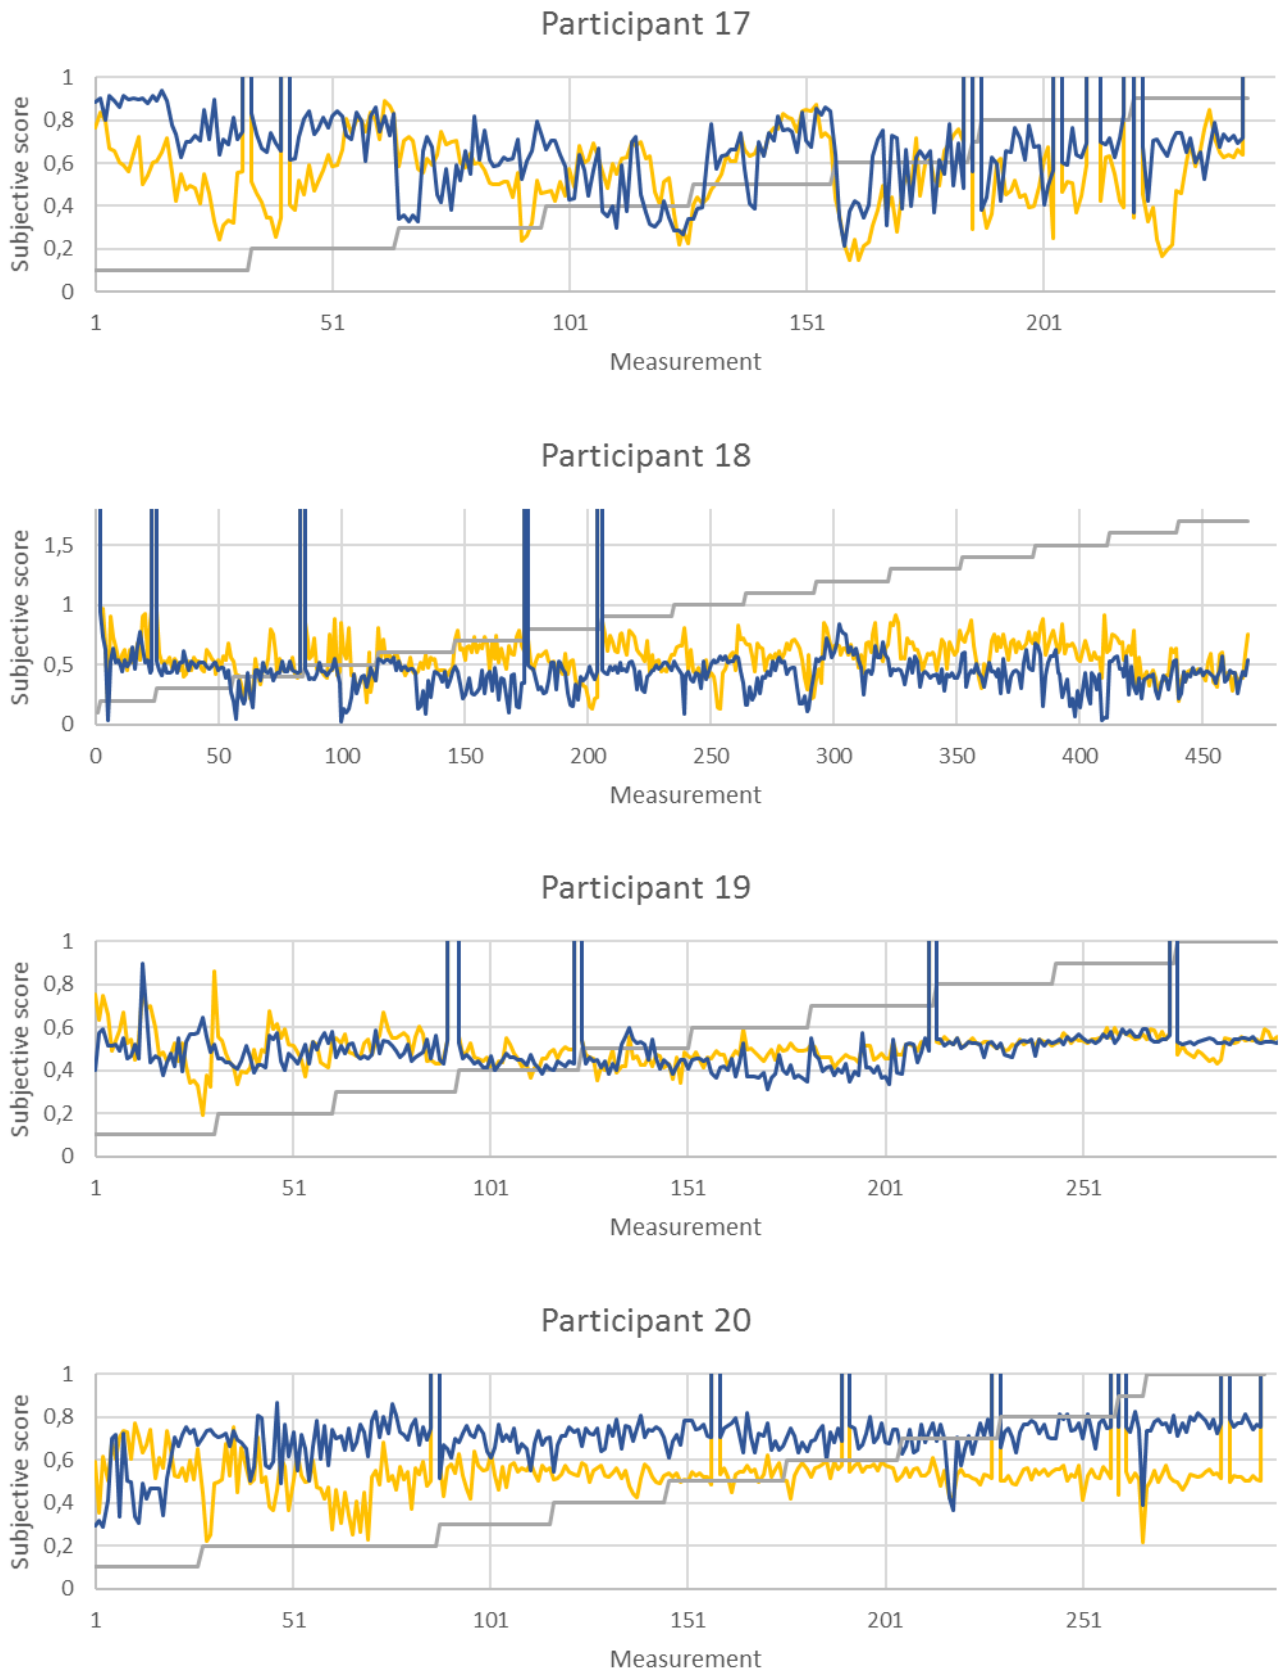 Participant 17
Subjective score
1
0,8
0,6
0,4
0,2
0
1 51 101 151 201
Measurement
Participant 18
Subjective score
1,5
1
0,5
0
0 50 100 150 200 250 300 350 400 450
Measurement
Participant 19
Subjective score
1
0,8
0,6
0,4
0,2
0
1 51 101 151 201 251
Measurement
Participant 20
Subjective score
1
0,8
0,6
0,4
0,2
0
1 51 101 151 201 251
Measurement